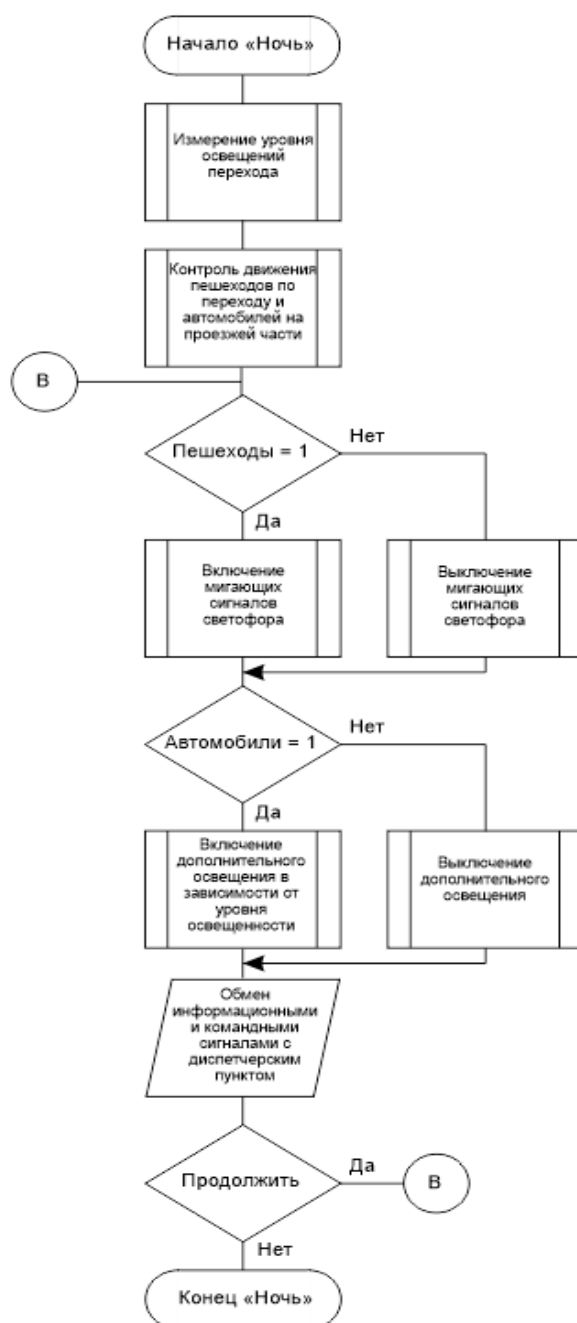 Начало «Ночь»
Измерение уровня
освещений
перехода
Контроль движения
пешеходов по
переходу и
автомобилей на
проезжей части
В
Пешеходы = 1
Нет
Да
Включение
мигающих
сигналов
светофора
Выключение
мигающих
сигналов
светофора
Автомобили = 1
Нет
Да
Включение
дополнительного
освещения в
зависимости от
уровня
освещенности
Выключение
дополнительного
освещения
Обмен
информационными
и командными
сигналами с
диспетчерским
пунктом
Продолжить
Да
В
Нет
Конец «Ночь»